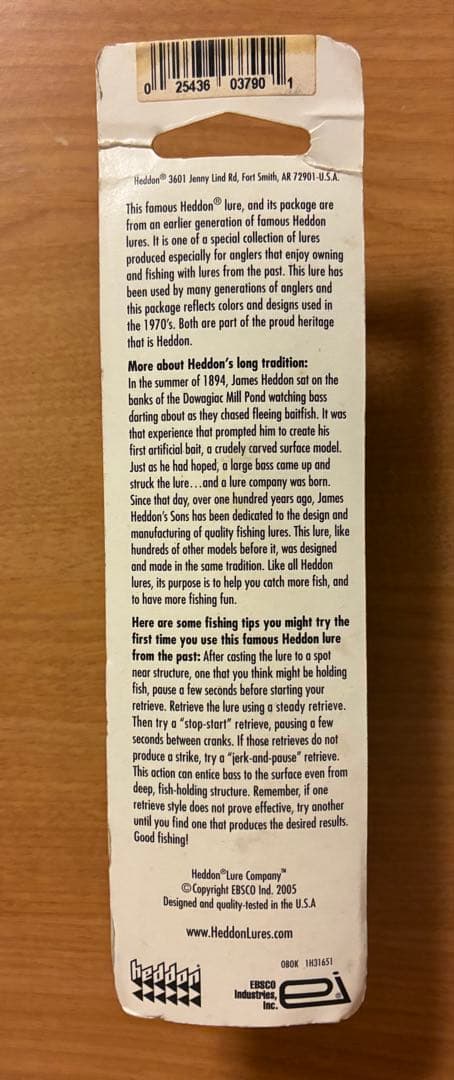 0 25436 03790 1
Heddon® 3601 Jenny Lind Rd, Fort Smith, AR 72901-U.S.A.
This famous Heddon® lure, and its package are
from an earlier generation of famous Heddon
lures. It is one of a special collection of lures
produced especially for anglers that enjoy owning
and fishing with lures from the past. This lure has
been used by many generations of anglers and
this package reflects colors and designs used in
the 1970's. Both are part of the proud heritage
that is Heddon.
More about Heddon's long tradition:
In the summer of 1894, James Heddon sat on the
banks of the Dowagiac Mill Pond watching bass
darting about as they chased fleeing baitfish. It was
that experience that prompted him to create his
first artificial bait, a crudely carved surface model.
Just as he had hoped, a large bass came up and
struck the lure...and a lure company was born.
Since that day, over one hundred years ago, James
Heddon's Sons has been dedicated to the design and
manufacturing of quality fishing lures. This lure, like
hundreds of other models before it, was designed
and made in the same tradition. Like all Heddon
lures, its purpose is to help you catch more fish, and
to have more fishing fun.
Here are some fishing tips you might try the
first time you use this famous Heddon lure
from the past: After casting the lure to a spot
near structure, one that you think might be holding
fish, pause a few seconds before starting your
retrieve. Retrieve the lure using a steady retrieve.
Then try a "stop-start" retrieve, pausing a few
seconds between cranks. If those retrieves do not
produce a strike, try a "jerk-and-pause" retrieve.
This action can entice bass to the surface even from
deep, fish-holding structure. Remember, if one
retrieve style does not prove effective, try another
until you find one that produces the desired results.
Good fishing!
Heddon® Lure Company™
©Copyright EBSCO Ind. 2005
Designed and quality-tested in the U.S.A
www.HeddonLures.com
heddon
OBOK 1H31651
EBSCO
Industries,
Inc.
ei®